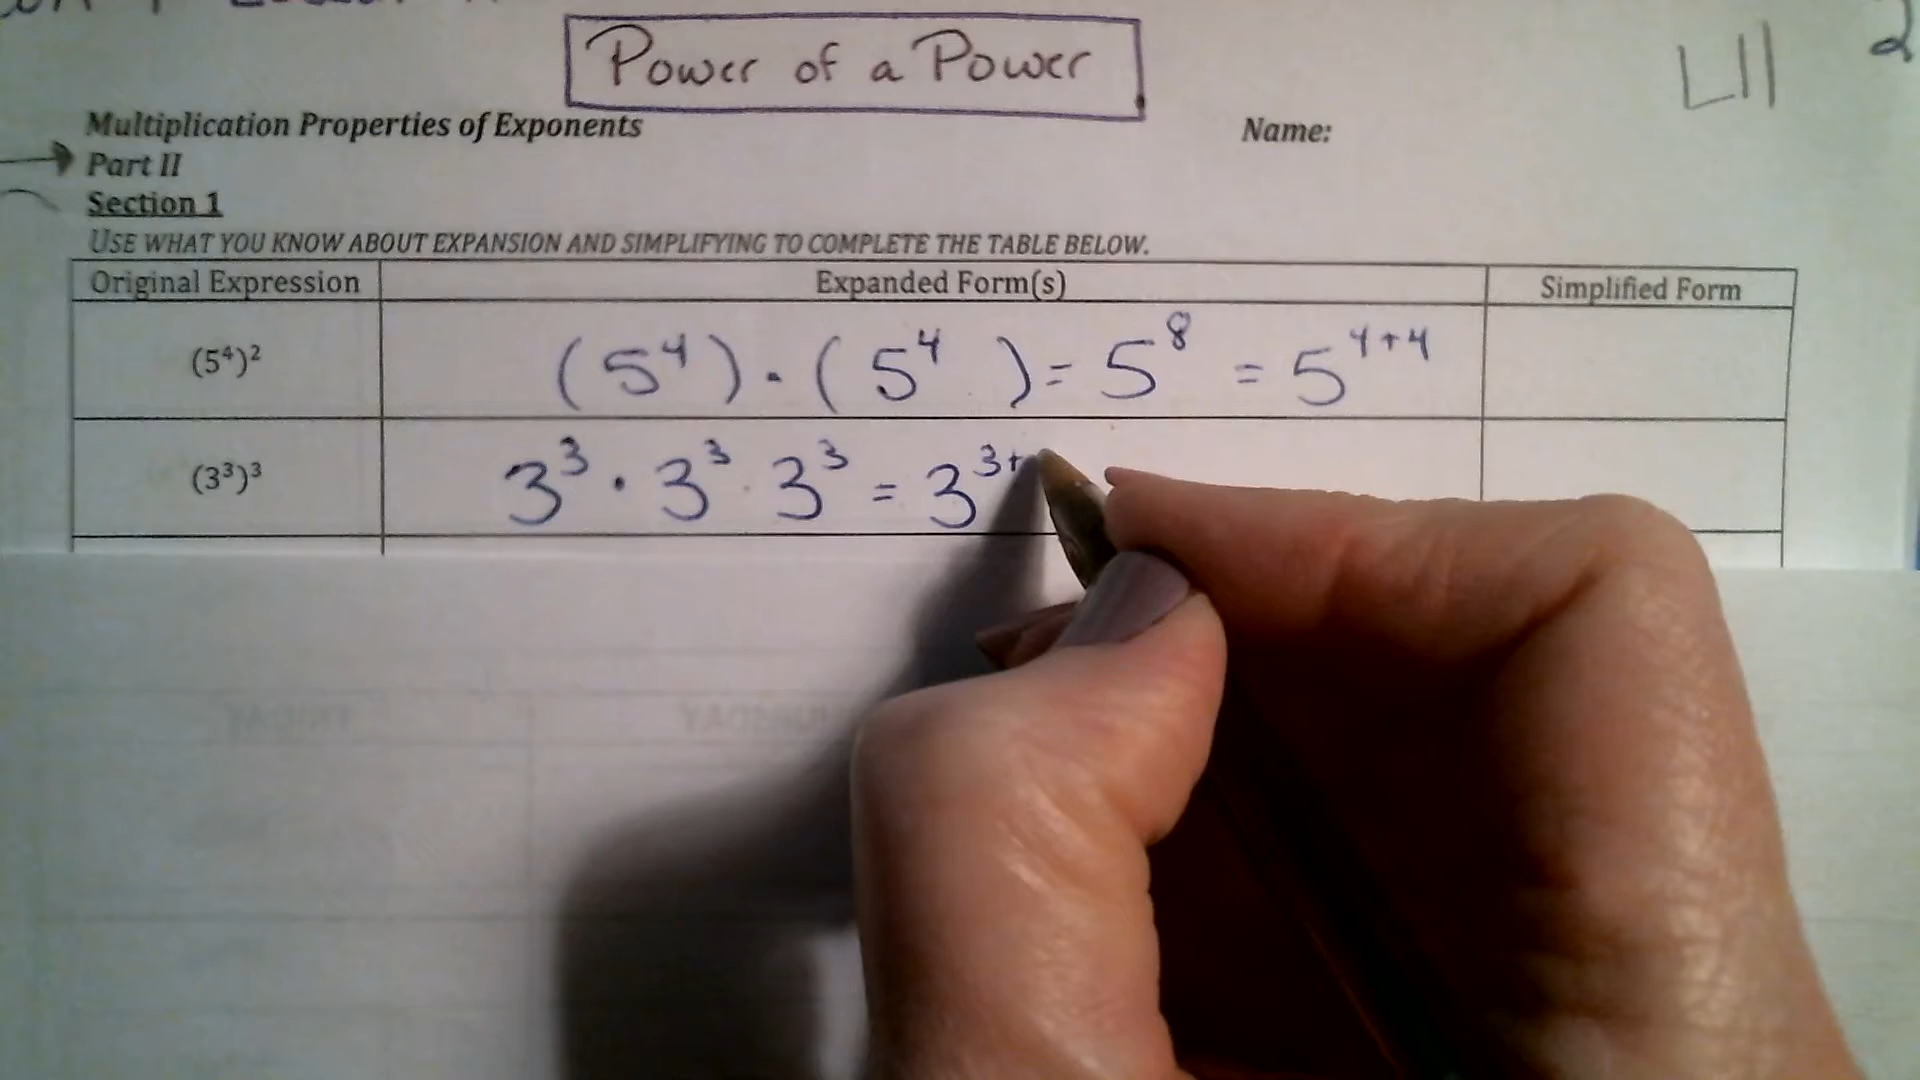 Power of a Power
L11 2
Multiplication Properties of Exponents
Name:
Part II
Section 1
USE WHAT YOU KNOW ABOUT EXPANSION AND SIMPLIFYING TO COMPLETE THE TABLE BELOW.
Original Expression Expanded Form(s) Simplified Form
(5⁴)² (5⁴) · (5⁴ ) = 5⁸ = 5⁴⁺⁴
(3³)³ 3³ · 3³ · 3³ = 3³⁺
FRIDAY